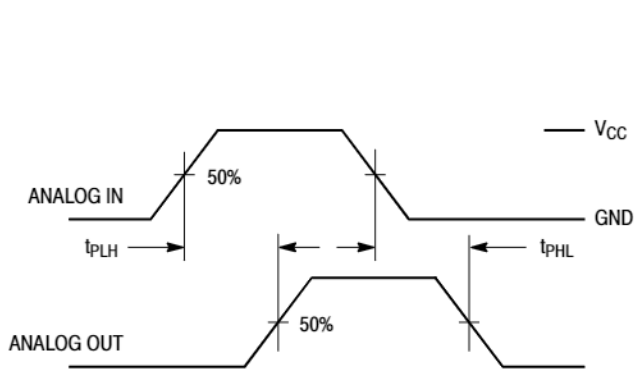 VCC
50%
ANALOG IN
GND
tPLH
tPHL
50%
ANALOG OUT